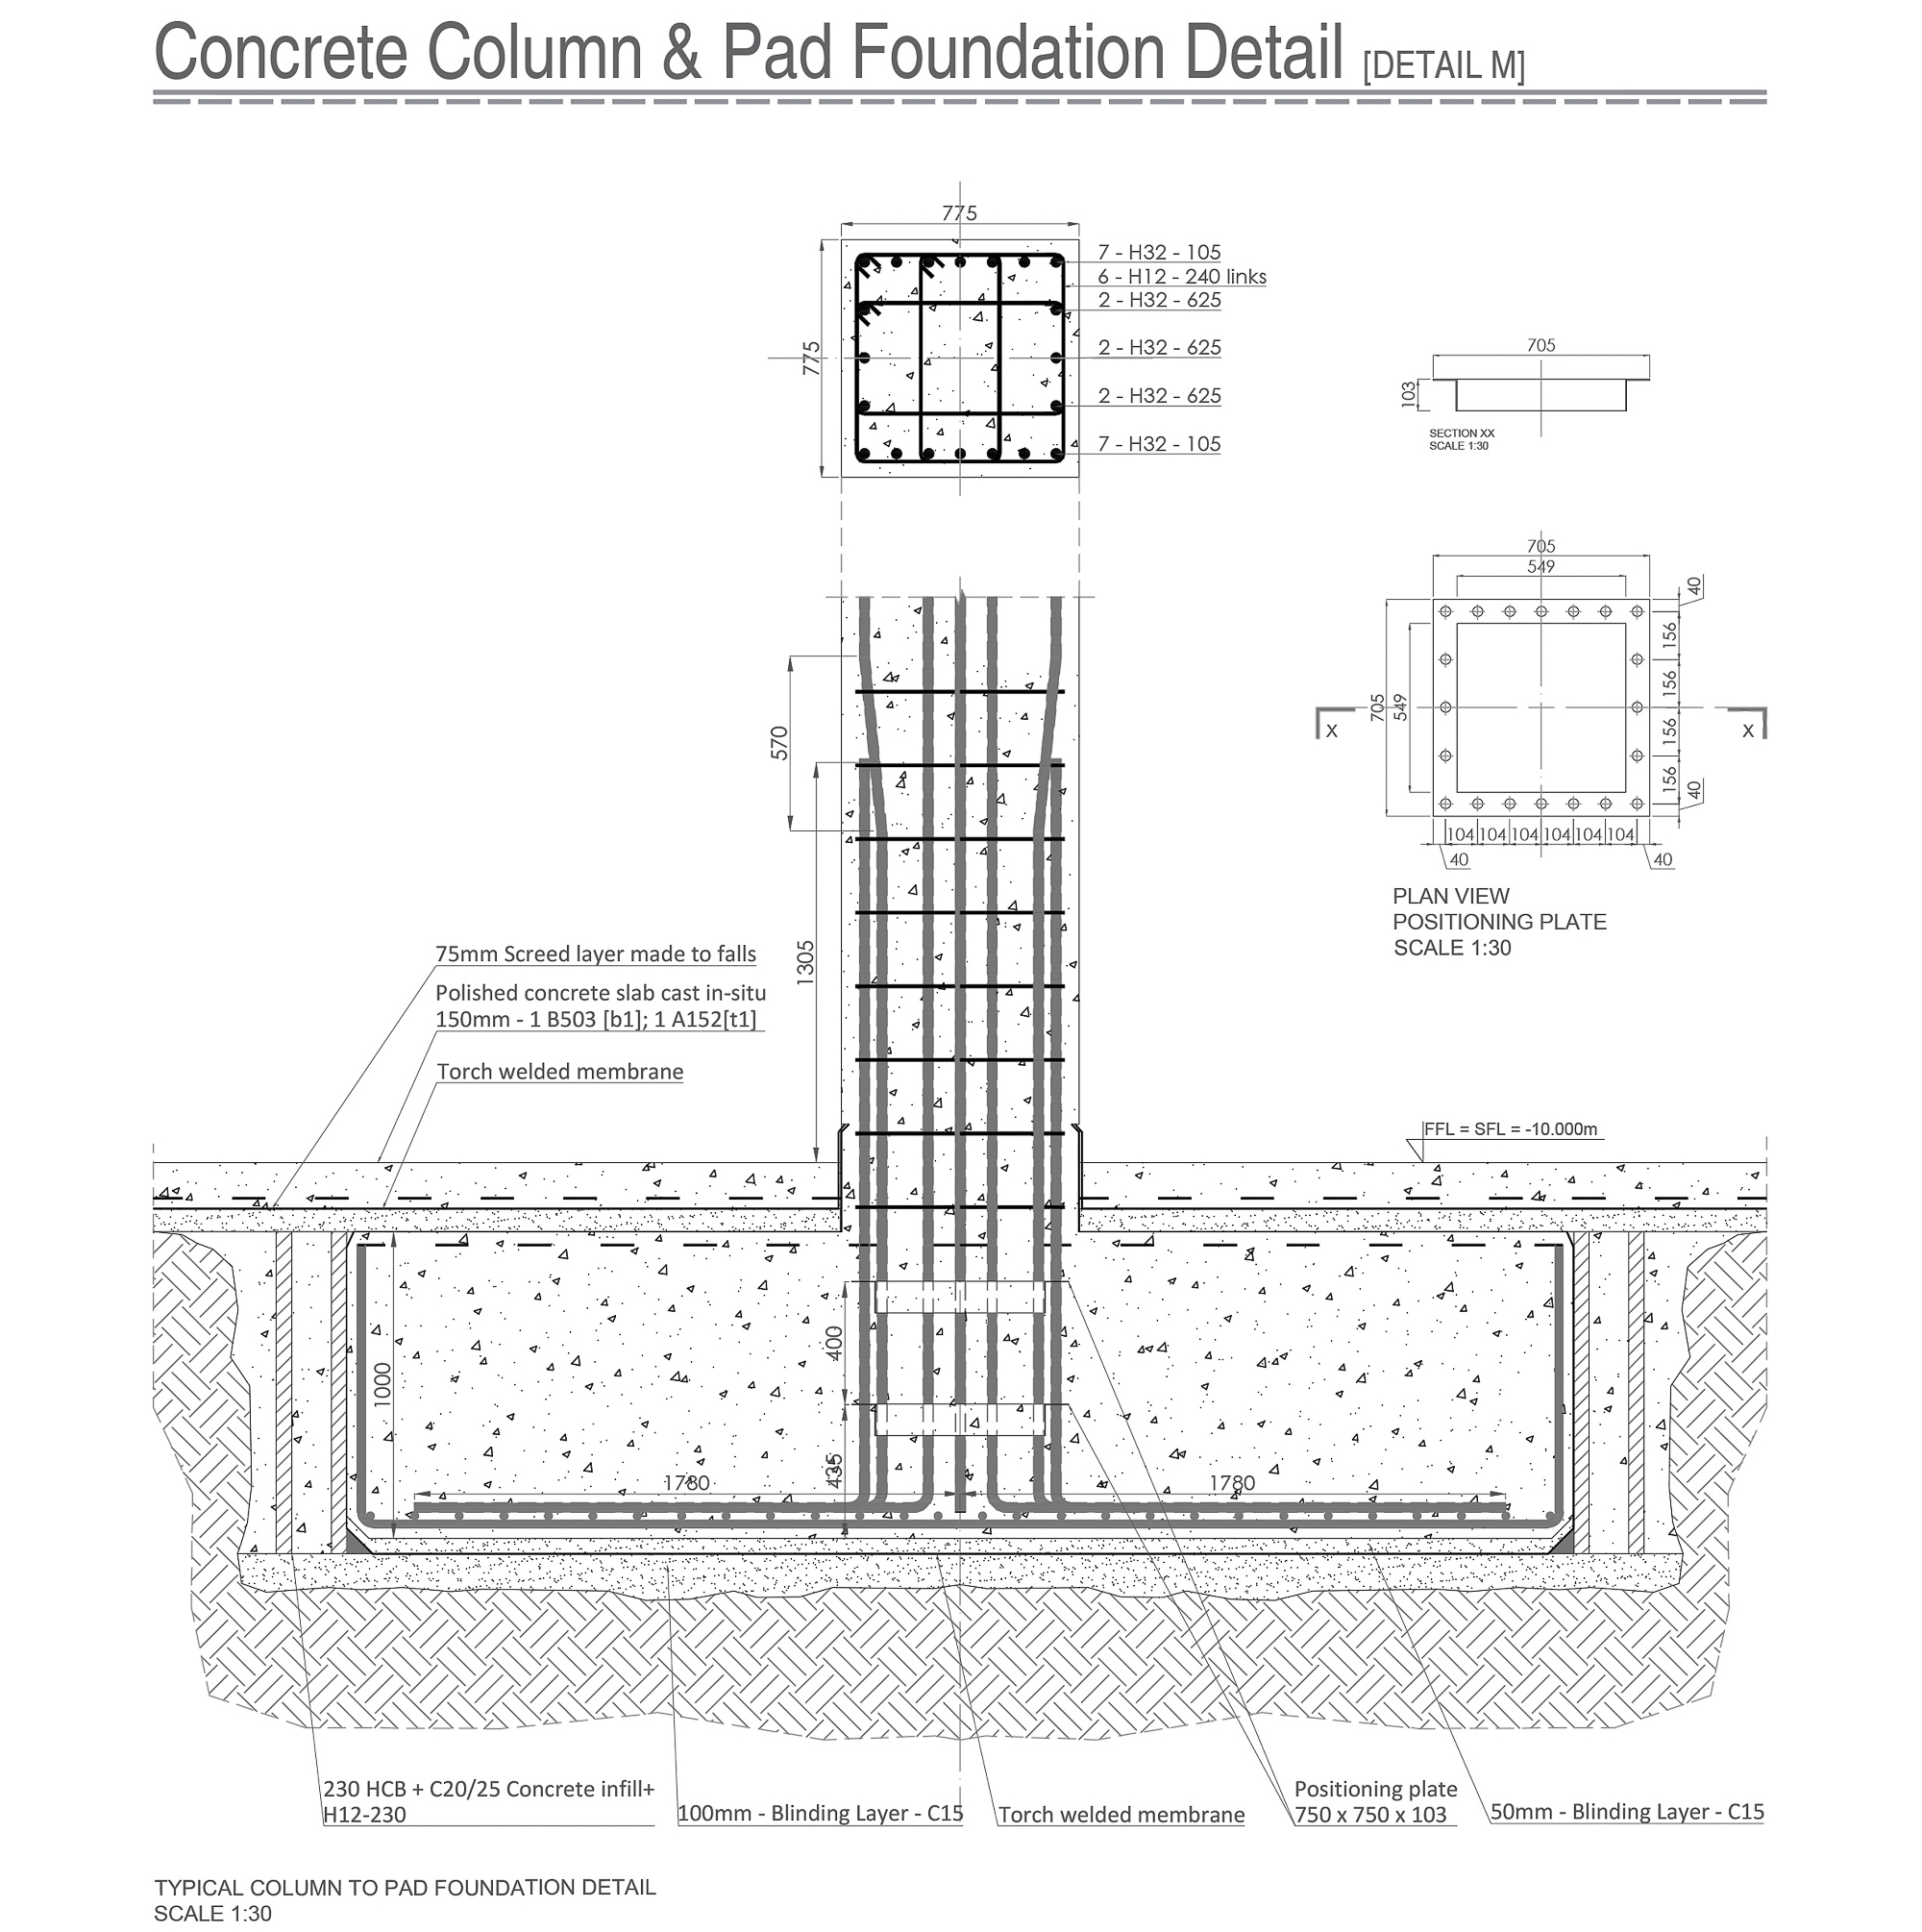 Concrete Column & Pad Foundation Detail [DETAIL M]
775
775
7 - H32 - 105
6 - H12 - 240 links
2 - H32 - 625
2 - H32 - 625
2 - H32 - 625
7 - H32 - 105
705
103
SECTION XX
SCALE 1:30
705
549
40
156
156
156
156
40
705
549
X
X
104 104 104 104 104 104
40
40
PLAN VIEW
POSITIONING PLATE
SCALE 1:30
570
1305
75mm Screed layer made to falls
Polished concrete slab cast in-situ
150mm - 1 B503 [b1]; 1 A152[t1]
Torch welded membrane
FFL = SFL = -10.000m
1000
400
435
1780
1780
230 HCB + C20/25 Concrete infill+
H12-230
100mm - Blinding Layer - C15
Torch welded membrane
Positioning plate
750 x 750 x 103
50mm - Blinding Layer - C15
TYPICAL COLUMN TO PAD FOUNDATION DETAIL
SCALE 1:30